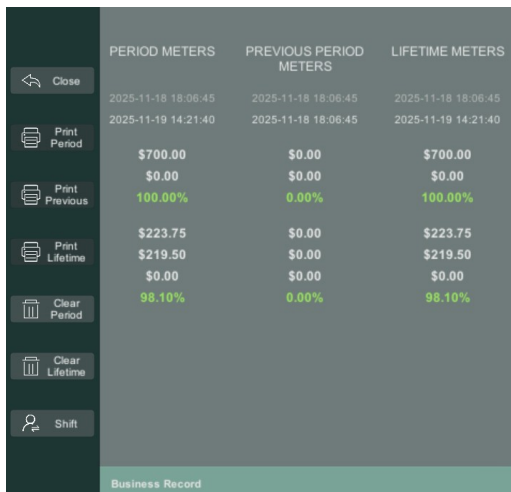 PERIOD METERS PREVIOUS PERIOD METERS LIFETIME METERS
2025-11-18 18:06:45 2025-11-18 18:06:45 2025-11-18 18:06:45
2025-11-19 14:21:40 2025-11-18 18:06:45 2025-11-19 14:21:40
$700.00 $0.00 $700.00
$0.00 $0.00 $0.00
100.00% 0.00% 100.00%
$223.75 $0.00 $223.75
$219.50 $0.00 $219.50
$0.00 $0.00 $0.00
98.10% 0.00% 98.10%
Close
Print
Period
Print
Previous
Print
Lifetime
Clear
Period
Clear
Lifetime
Shift
Business Record